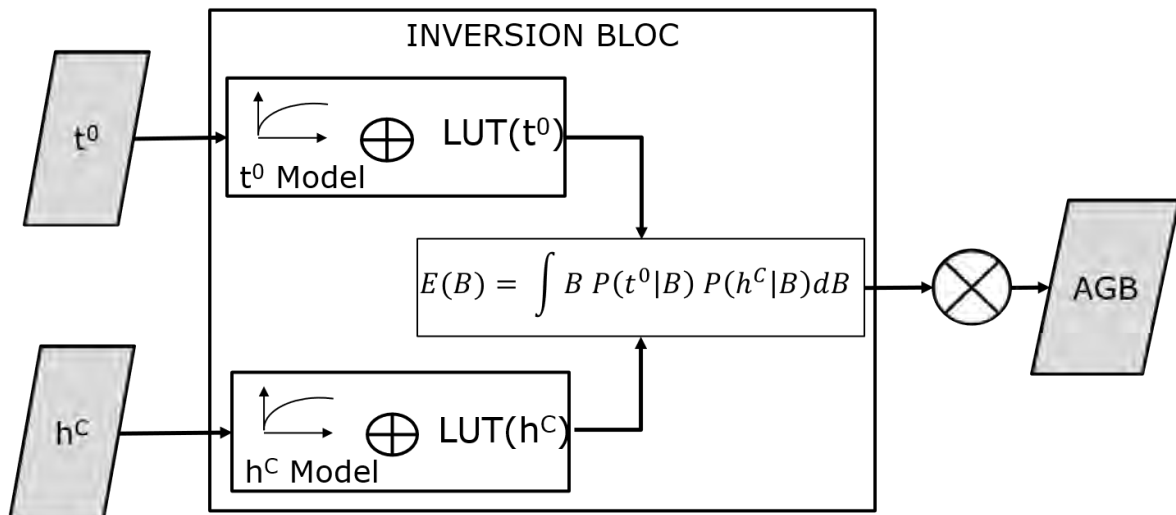 INVERSION BLOC
t⁰
LUT(t⁰)
t⁰ Model
E(B) = ∫ B P(t⁰|B) P(hᶜ|B)dB
AGB
hᶜ
LUT(hᶜ)
hᶜ Model